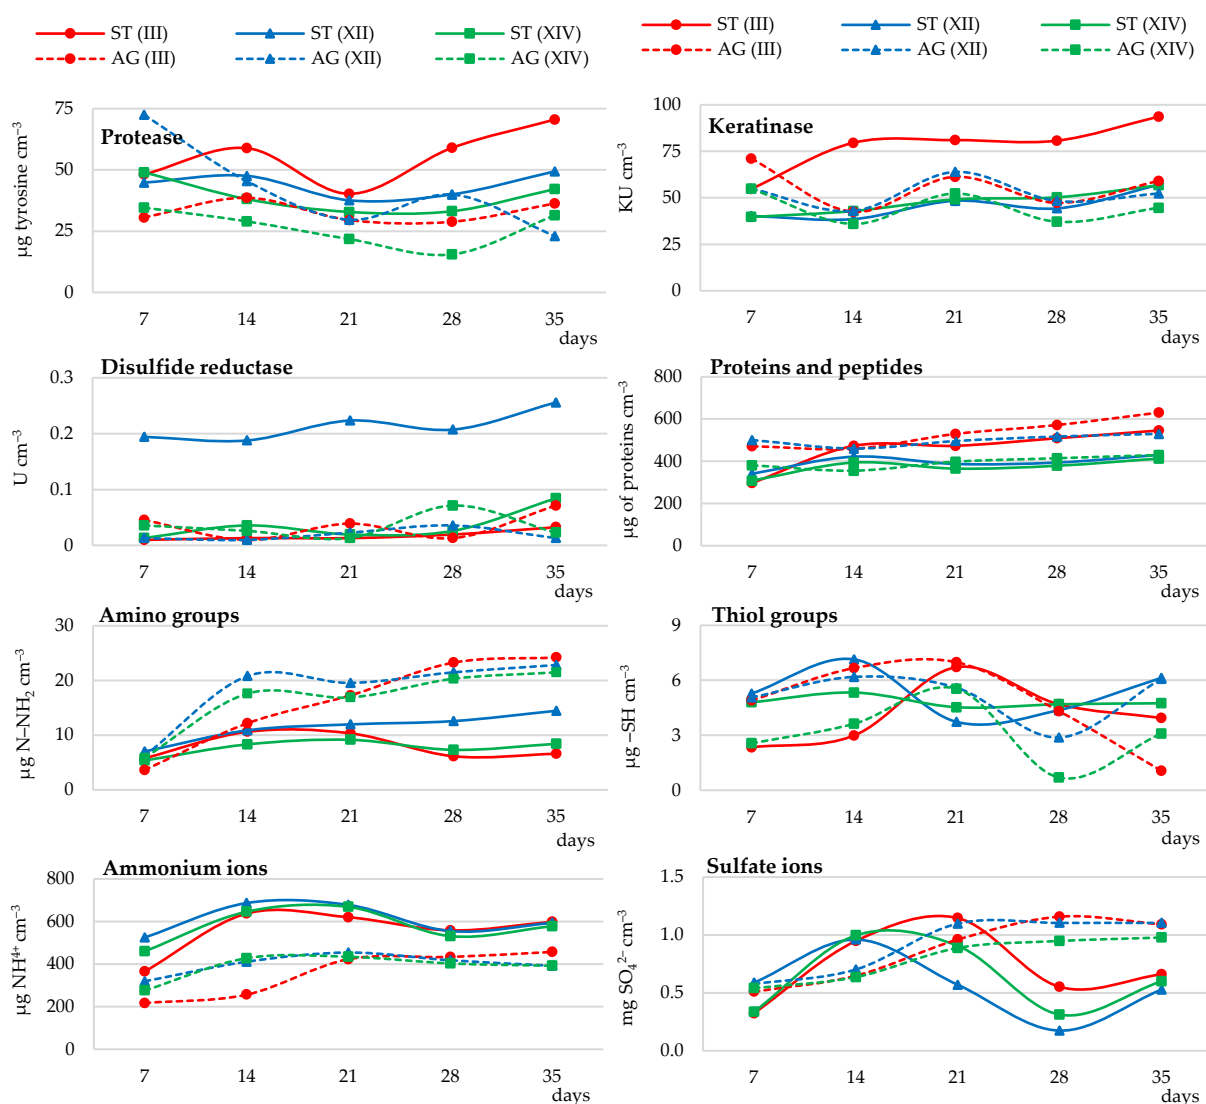 ST (III) ST (XII) ST (XIV)
AG (III) AG (XII) AG (XIV)
ST (III) ST (XII) ST (XIV)
AG (III) AG (XII) AG (XIV)
Protease
µg tyrosine cm⁻³
75
50
25
0
7 14 21 28 35
days
Keratinase
KU cm⁻³
100
75
50
25
0
7 14 21 28 35
days
Disulfide reductase
U cm⁻³
0.3
0.2
0.1
0
7 14 21 28 35
days
Proteins and peptides
µg of proteins cm⁻³
800
600
400
200
0
7 14 21 28 35
days
Amino groups
µg N–NH₂ cm⁻³
30
20
10
0
7 14 21 28 35
days
Thiol groups
µg –SH cm⁻³
9
6
3
0
7 14 21 28 35
days
Ammonium ions
µg NH⁴⁺ cm⁻³
800
600
400
200
0
7 14 21 28 35
days
Sulfate ions
mg SO₄²⁻ cm⁻³
1.5
1.0
0.5
0.0
7 14 21 28 35
days